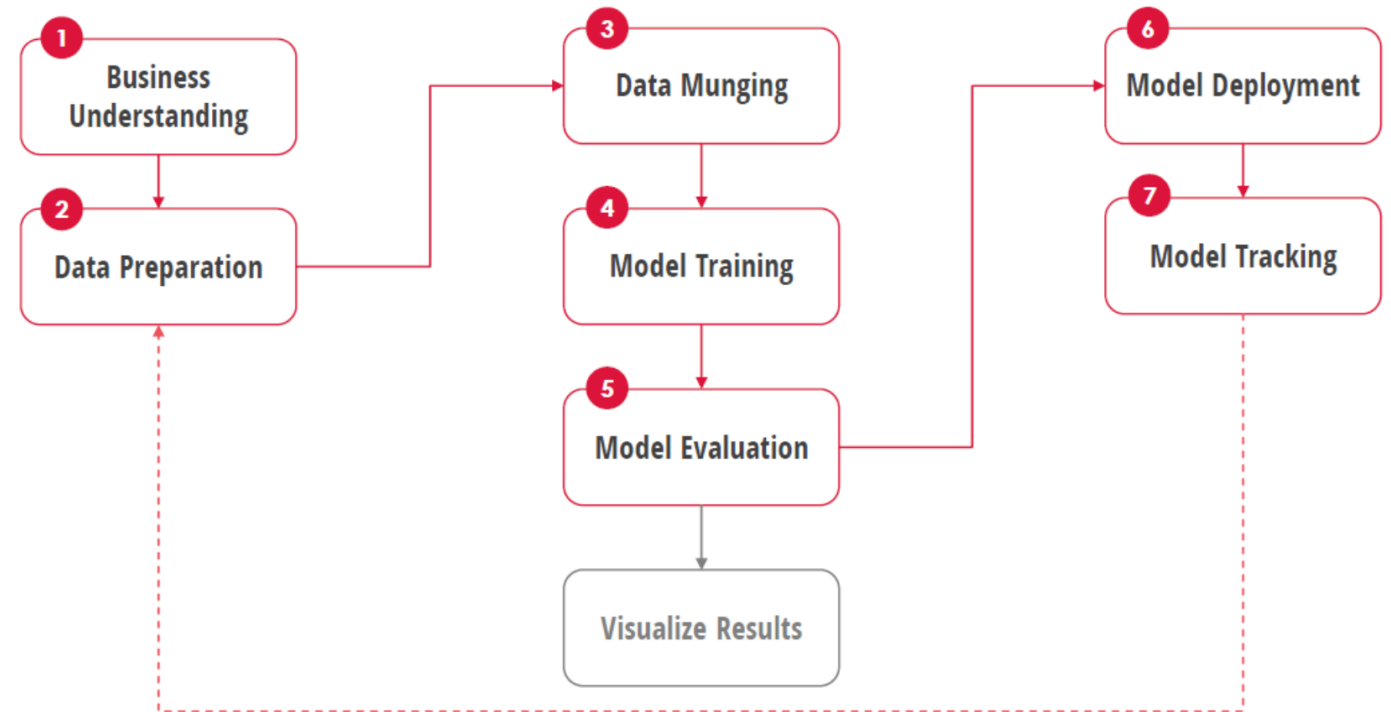 1
Business
Understanding
2
Data Preparation
3
Data Munging
4
Model Training
5
Model Evaluation
Visualize Results
6
Model Deployment
7
Model Tracking